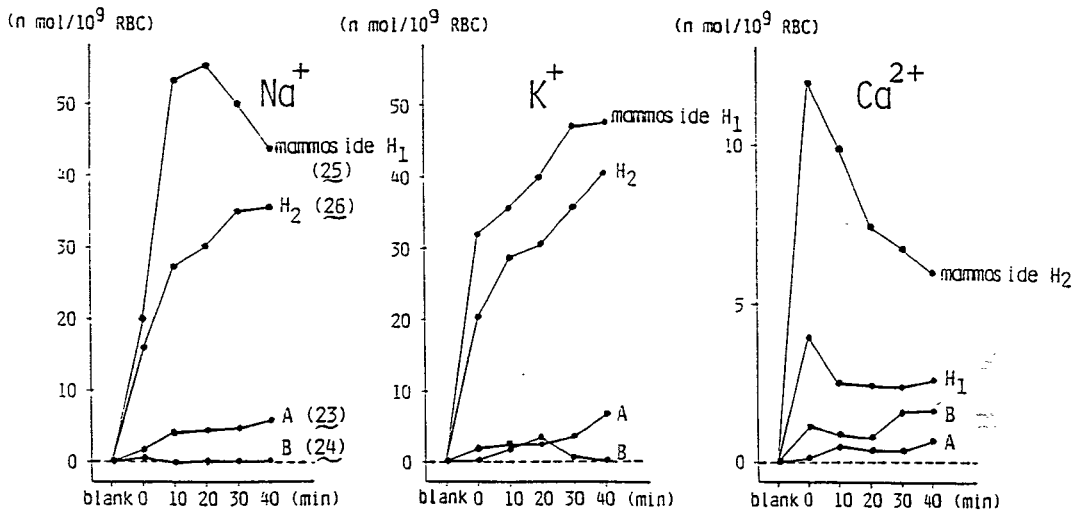 (n mol/10⁹ RBC)
50
40
30
20
10
0
Na⁺
mammoside H₁
(25)
H₂ (26)
A (23)
B (24)
blank 0 10 20 30 40 (min)
(n mmol/10⁹ RBC)
50
40
30
20
10
0
K⁺
mammoside H₁
H₂
A
B
blank 0 10 20 30 40 (min)
(n mol/10⁹ RBC)
10
5
0
Ca²⁺
mammoside H₂
H₁
B
A
blank 0 10 20 30 40 (min)